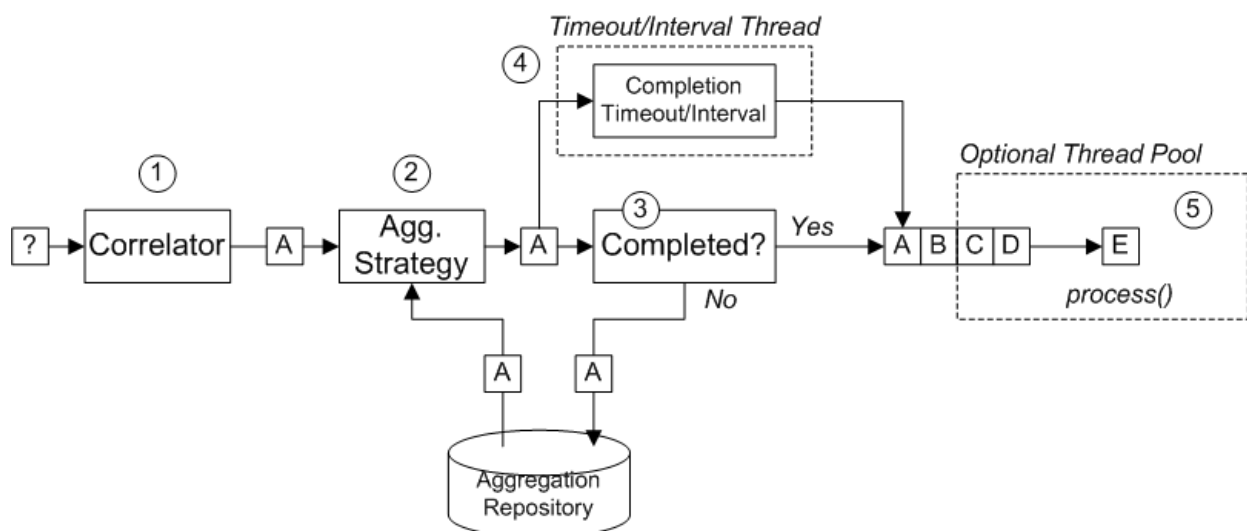 Timeout/Interval Thread
4
Completion
Timeout/Interval
Optional Thread Pool
1
2
3
5
?
Correlator
A
Agg.
Strategy
A
Completed?
Yes
A B C D
E
process()
No
A
A
Aggregation
Repository